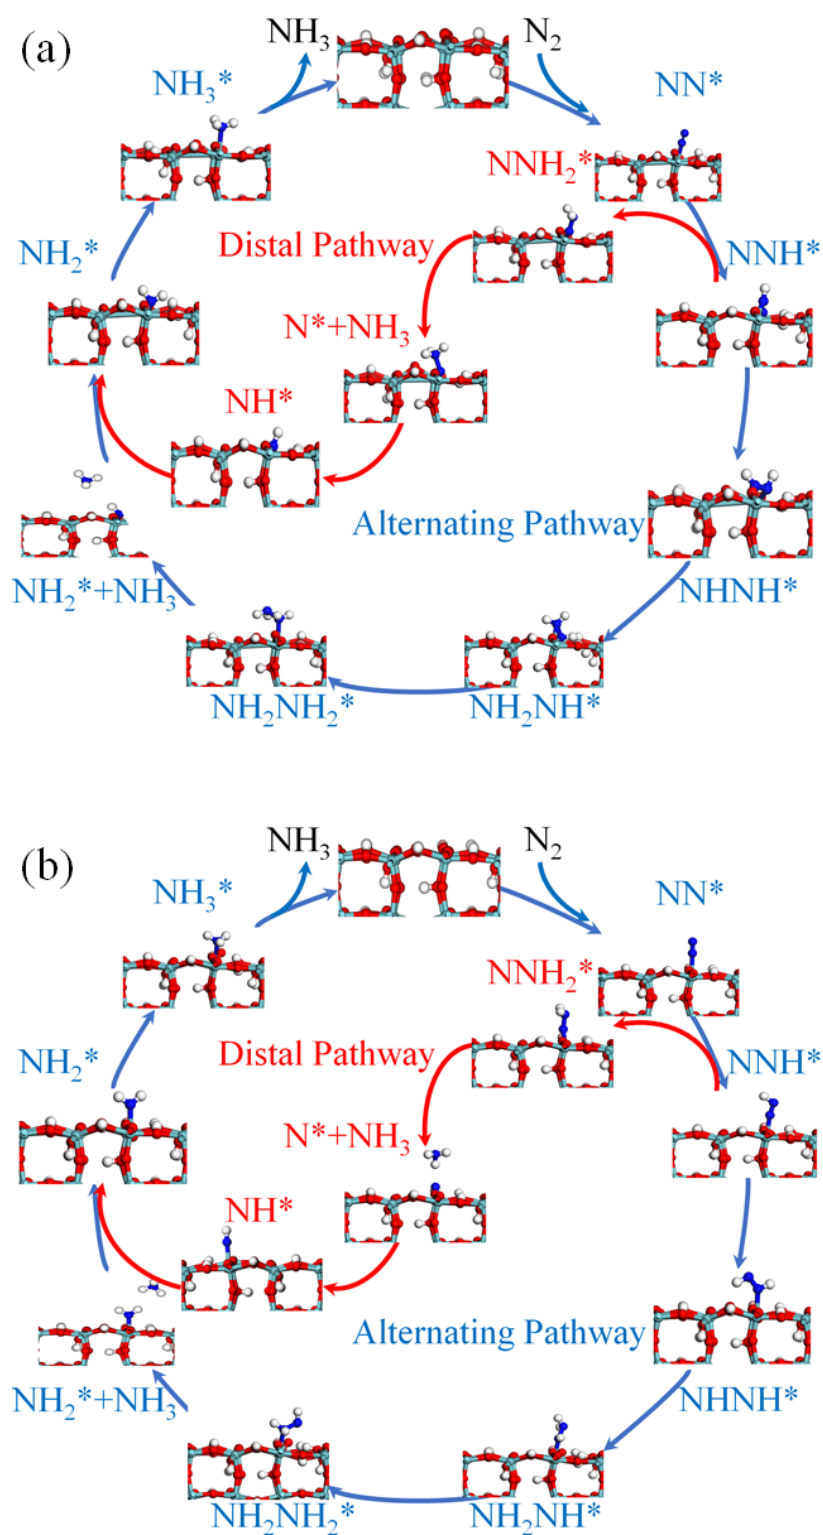 (a)
NH₃
N₂
NH₃*
NN*
NNH₂*
Distal Pathway
NNH*
NH₂*
N*+NH₃
NH*
Alternating Pathway
NH₂*+NH₃
NHNH*
NH₂NH₂*
NH₂NH*
(b)
NH₃
N₂
NH₃*
NN*
NNH₂*
Distal Pathway
NNH*
NH₂*
N*+NH₃
NH*
Alternating Pathway
NH₂*+NH₃
NHNH*
NH₂NH₂*
NH₂NH*